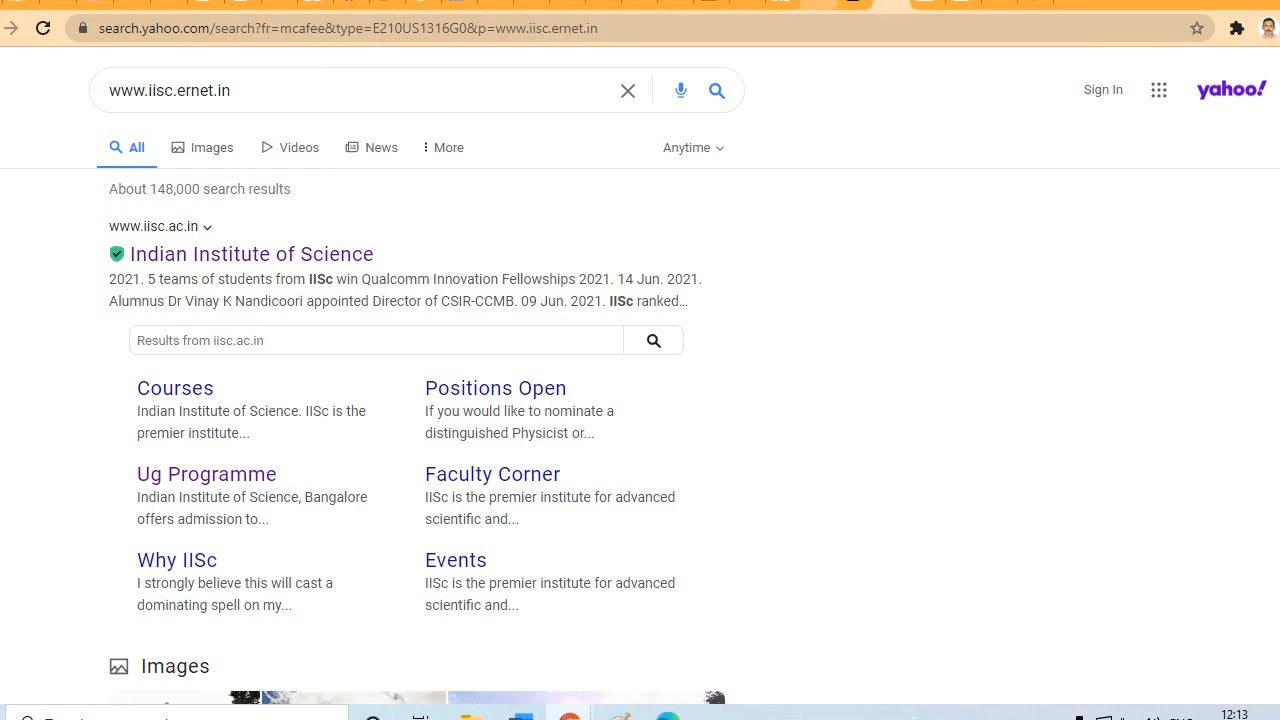 search.yahoo.com/search?fr=mcafee&type=E210US1316G0&p=www.iisc.ernet.in
www.iisc.ernet.in
Sign In
yahoo!
All
Images
Videos
News
More
Anytime
About 148,000 search results
www.iisc.ac.in
Indian Institute of Science
2021. 5 teams of students from IISc win Qualcomm Innovation Fellowships 2021. 14 Jun. 2021.
Alumnus Dr Vinay K Nandicoori appointed Director of CSIR-CCMB. 09 Jun. 2021. IISc ranked...
Results from iisc.ac.in
Courses
Indian Institute of Science. IISc is the
premier institute...
Positions Open
If you would like to nominate a
distinguished Physicist or...
Ug Programme
Indian Institute of Science, Bangalore
offers admission to...
Faculty Corner
IISc is the premier institute for advanced
scientific and...
Why IISc
I strongly believe this will cast a
dominating spell on my...
Events
IISc is the premier institute for advanced
scientific and...
Images
12:13